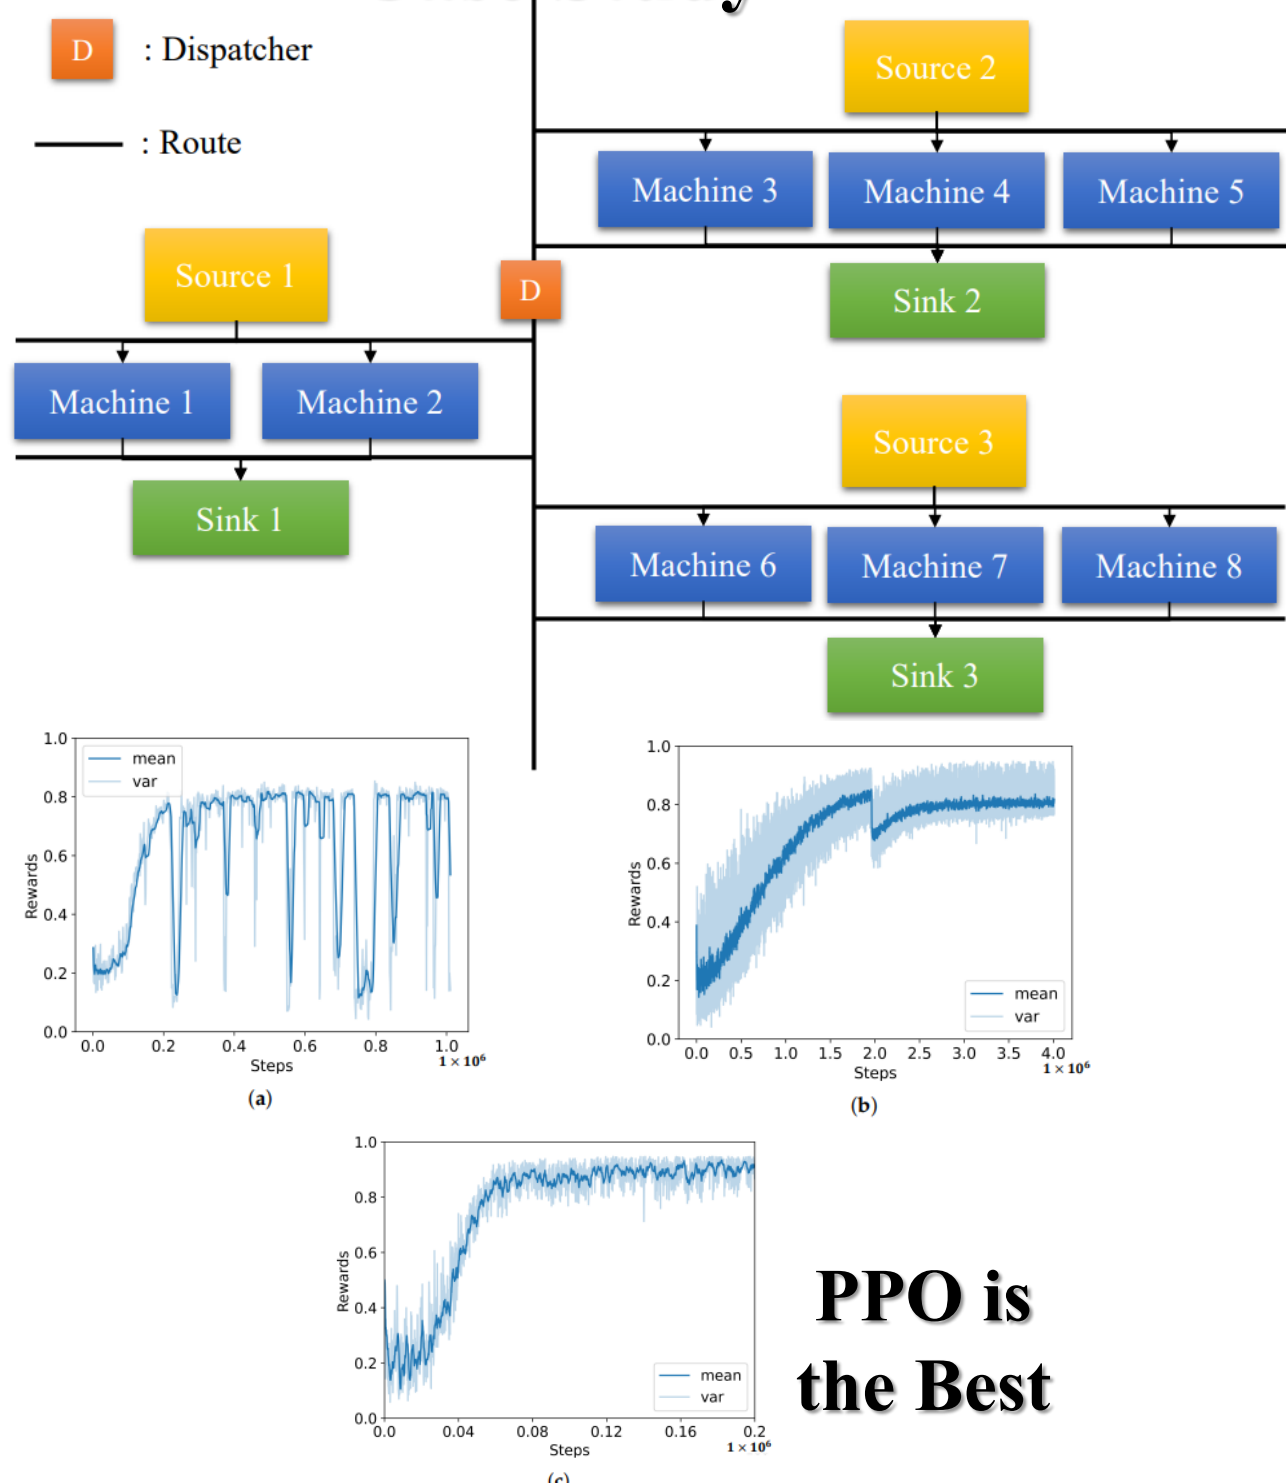 D : Dispatcher
: Route
Source 1
Machine 1 Machine 2
Sink 1
D
Source 2
Machine 3 Machine 4 Machine 5
Sink 2
Source 3
Machine 6 Machine 7 Machine 8
Sink 3
1.0
0.8
0.6
0.4
0.2
0.0
Rewards
mean
var
0.0 0.2 0.4 0.6 0.8 1.0
Steps
1 × 10⁶
(a)
1.0
0.8
0.6
0.4
0.2
0.0
Rewards
mean
var
0.0 0.5 1.0 1.5 2.0 2.5 3.0 3.5 4.0
Steps
1 × 10⁶
(b)
1.0
0.8
0.6
0.4
0.2
0.0
Rewards
mean
var
0.0 0.04 0.08 0.12 0.16 0.2
Steps
1 × 10⁶
(c)
PPO is
the Best